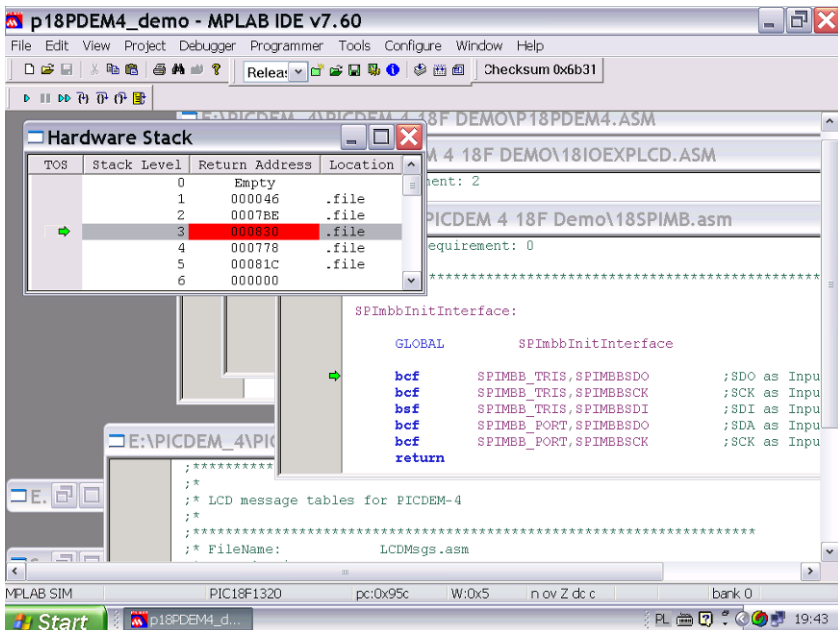 p18PDEM4_demo - MPLAB IDE v7.60
File Edit View Project Debugger Programmer Tools Configure Window Help
Checksum 0x6b31
4 18F DEMO\P18PDEM4.ASM
Hardware Stack
M 4 18F DEMO\18IOEXPLCD.ASM
TOS Stack Level Return Address Location
0 Empty
ment: 2
1 000046 .file
2 0007BE .file
PICDEM 4 18F Demo\18SPIMB.asm
3 000830 .file
4 000778 .file
equirement: 0
5 00081C .file
6 000000
SPImbbInitInterface:
GLOBAL SPImbbInitInterface
bcf SPIMBB_TRIS,SPIMBBSDO ;SDO as Inpu
bcf SPIMBB_TRIS,SPIMBBSCK ;SCK as Inpu
bsf SPIMBB_TRIS,SPIMBBSDI ;SDI as Inpu
bcf SPIMBB_PORT,SPIMBBSDO ;SDA as Inpu
bcf SPIMBB_PORT,SPIMBBSCK ;SCK as Inpu
return
E:\PICDEM_4\PIC
;***********
;*
E.
;* LCD message tables for PICDEM-4
;*
;* FileName: LCDMsgs.asm
MPLAB SIM PIC18F1320 pc:0x95c W:0x5 n ov Z dc c bank 0
Start p18PDEM4_d... PL 19:43